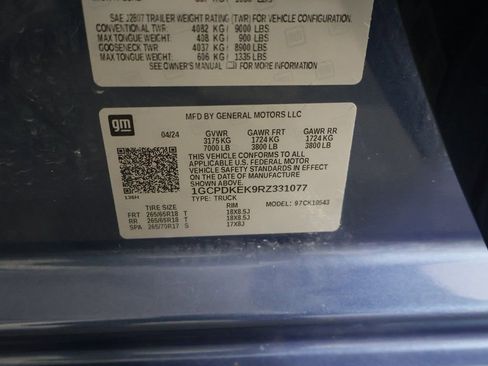 SAE J2807 TRAILER WEIGHT RATING (TWR) FOR VEHICLE CONFIGURATION.
CONVENTIONAL TWR 4082 KG/ 9000 LBS
MAX TONGUE WEIGHT: 408 KG/ 900 LBS
GOOSENECK TWR 4037 KG/ 8900 LBS
MAX TONGUE WEIGHT: 606 KG/ 1335 LBS
SEE OWNER'S MANUAL FOR MORE INFORMATION
gm
MFD BY GENERAL MOTORS LLC
04/24 GVWR GAWR FRT GAWR RR
3175 KG 1724 KG 1724 KG
7000 LB 3800 LB 3800 LB
THIS VEHICLE CONFORMS TO ALL
APPLICABLE U.S. FEDERAL MOTOR
VEHICLE SAFETY STANDARDS IN
EFFECT ON THE DATE OF
MANUFACTURE SHOWN ABOVE.
1GCPDKEK9RZ331077
TYPE: TRUCK MODEL: 97CK10543
136H
TIRE SIZE RIM
FRT 265/65R18 T 18X8.5J
RR 265/65R18 T 18X8.5J
SPA 265/70R17 S 17X8J